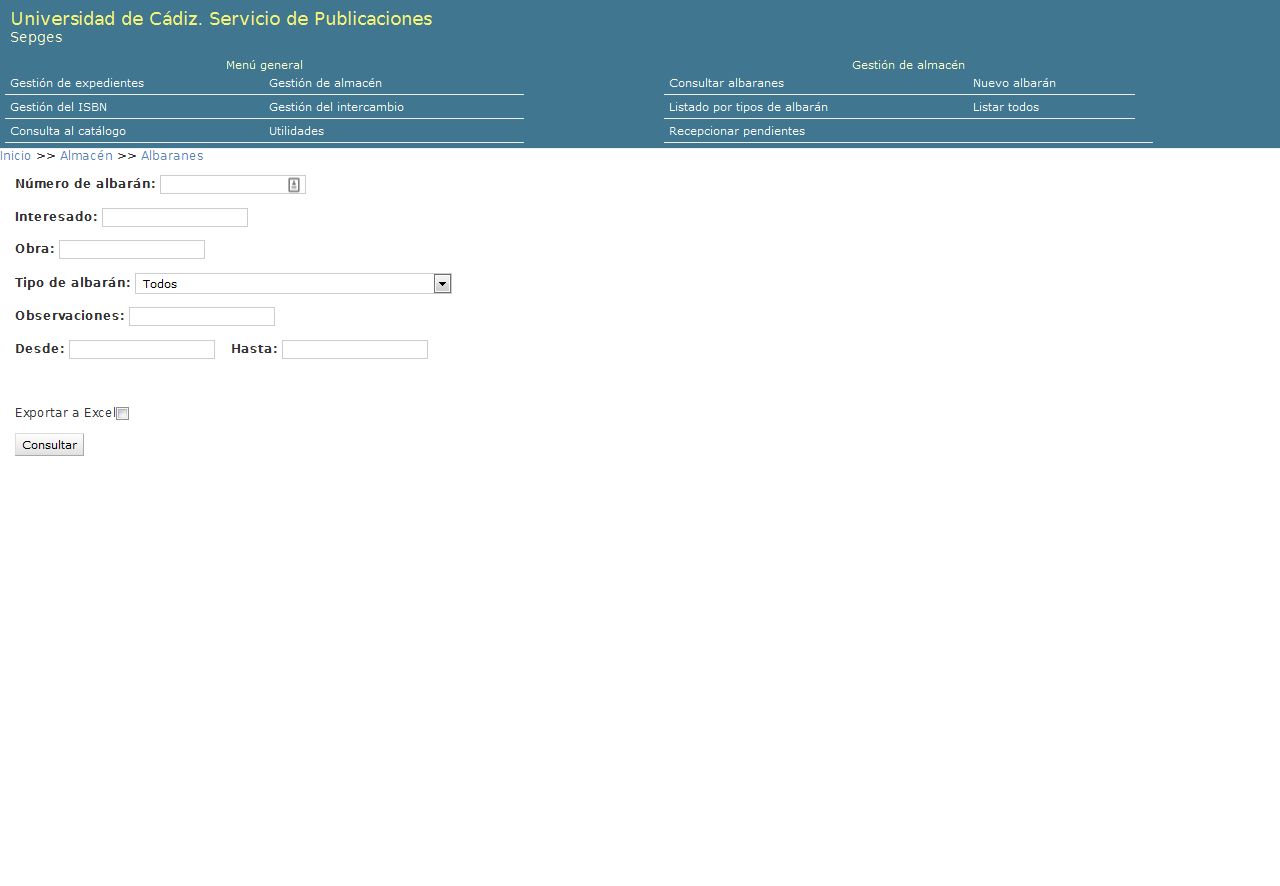 Universidad de Cádiz. Servicio de Publicaciones
Sepges
Menú general
Gestión de expedientes Gestión de almacén
Gestión del ISBN Gestión del intercambio
Consulta al catálogo Utilidades
Gestión de almacén
Consultar albaranes Nuevo albarán
Listado por tipos de albarán Listar todos
Recepcionar pendientes
Inicio >> Almacén >> Albaranes
Número de albarán:
Interesado:
Obra:
Tipo de albarán: Todos
Observaciones:
Desde: Hasta:
Exportar a Excel
Consultar